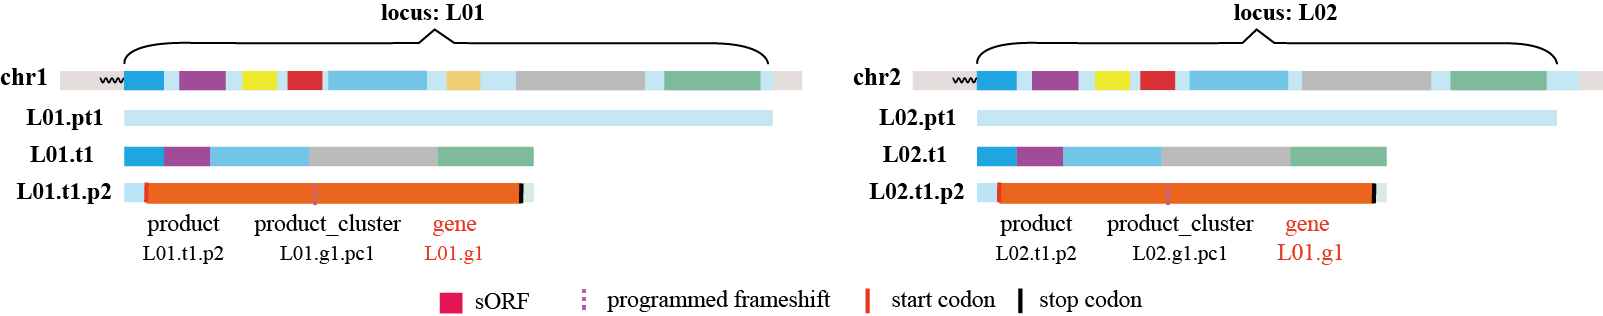 locus: L01
chr1
L01.pt1
L01.t1
L01.t1.p2
product product_cluster gene
L01.t1.p2 L01.g1.pc1 L01.g1
locus: L02
chr2
L02.pt1
L02.t1
L02.t1.p2
product product_cluster gene
L02.t1.p2 L02.g1.pc1 L01.g1
sORF programmed frameshift start codon stop codon